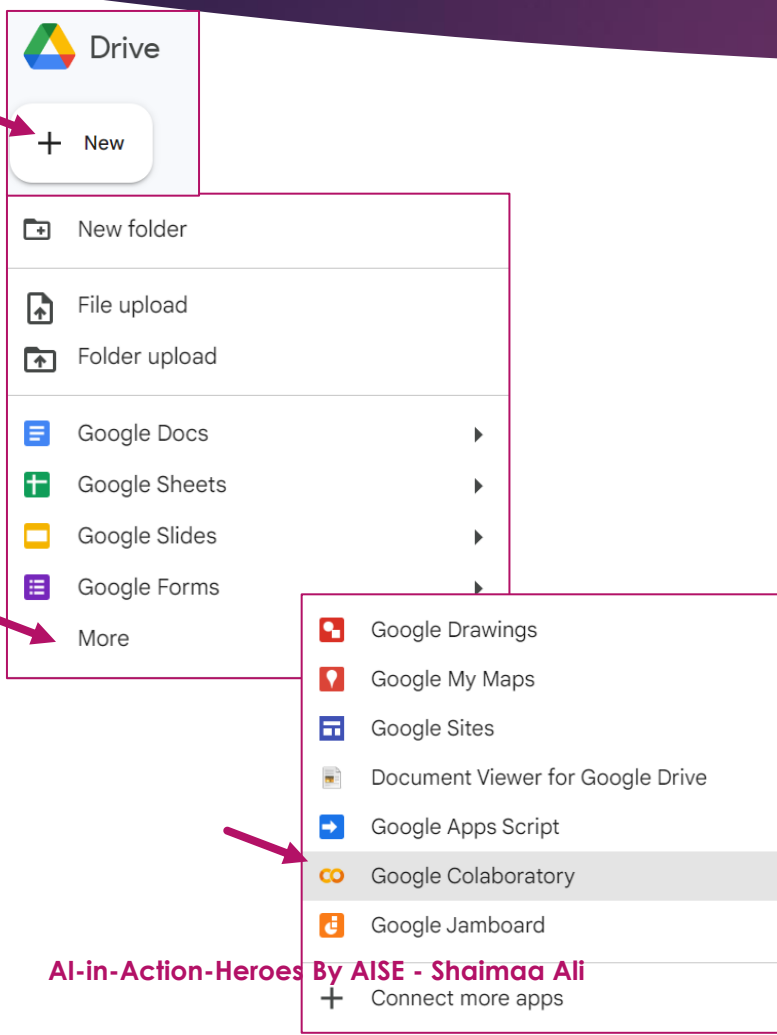 Drive
New
New folder
File upload
Folder upload
Google Docs
Google Sheets
Google Slides
Google Forms
More
Google Drawings
Google My Maps
Google Sites
Document Viewer for Google Drive
Google Apps Script
Google Colaboratory
Google Jamboard
AI-in-Action-Heroes By AISE - Shaimaa Ali
Connect more apps